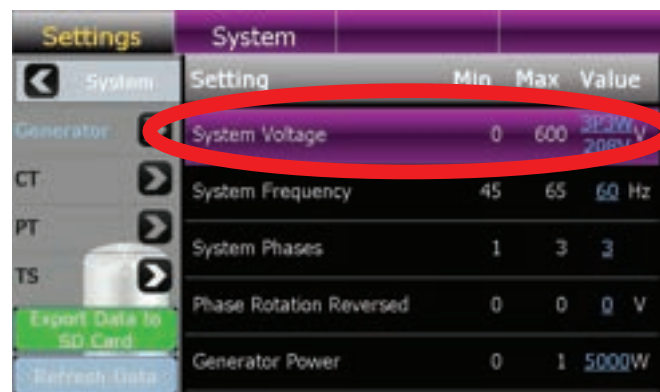 Settings System
System Setting Min Max Value
Generator System Voltage 0 600 3P3W 208V V
CT System Frequency 45 65 60 Hz
PT System Phases 1 3 3
TS Phase Rotation Reversed 0 0 0 V
Export Data to
SD Card
Generator Power 0 1 5000W
Refresh Data